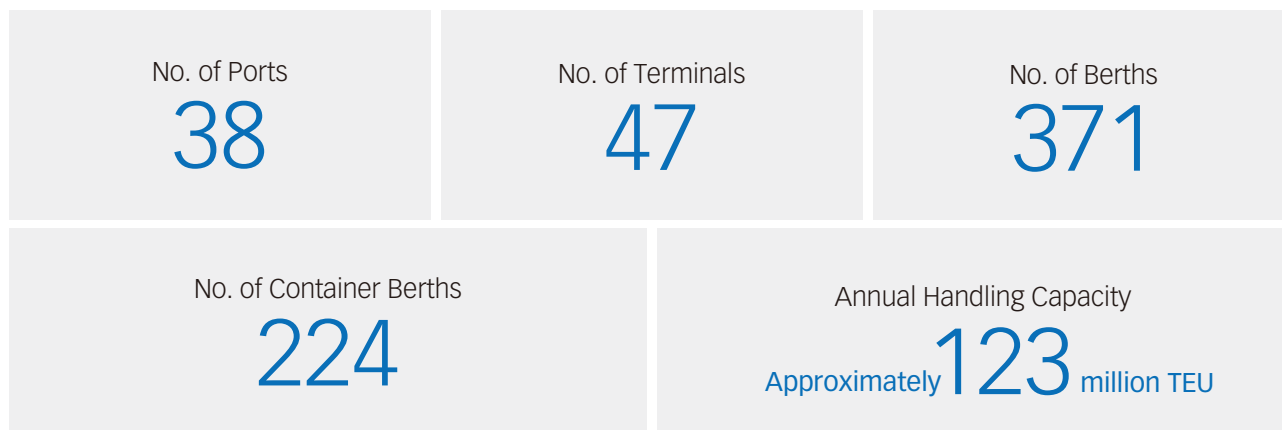 No. of Ports
38
No. of Terminals
47
No. of Berths
371
No. of Container Berths
224
Annual Handling Capacity
Approximately 123 million TEU